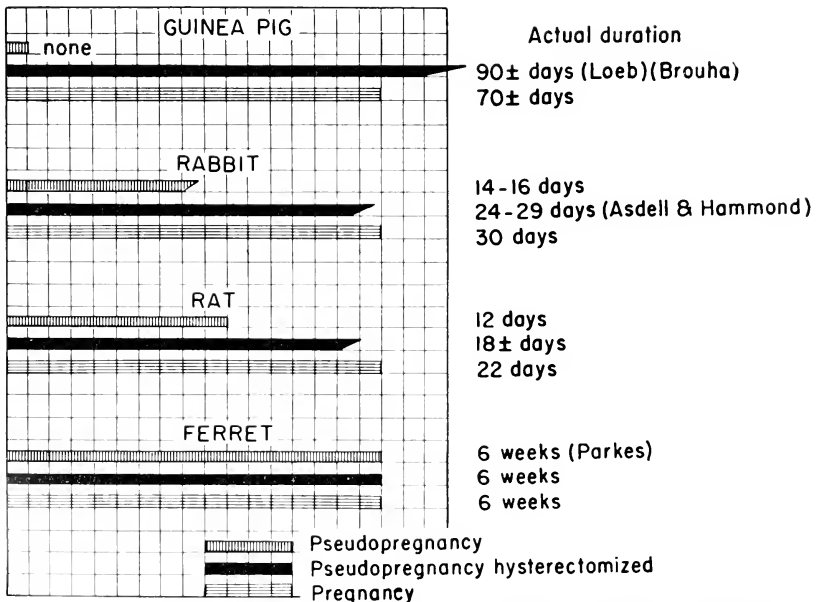 GUINEA PIG
Actual duration
none
90± days (Loeb)(Brouha)
70± days
RABBIT
14-16 days
24-29 days (Asdell & Hammond)
30 days
RAT
12 days
18± days
22 days
FERRET
6 weeks (Parkes)
6 weeks
6 weeks
Pseudopregnancy
Pseudopregnancy hysterectomized
Pregnancy